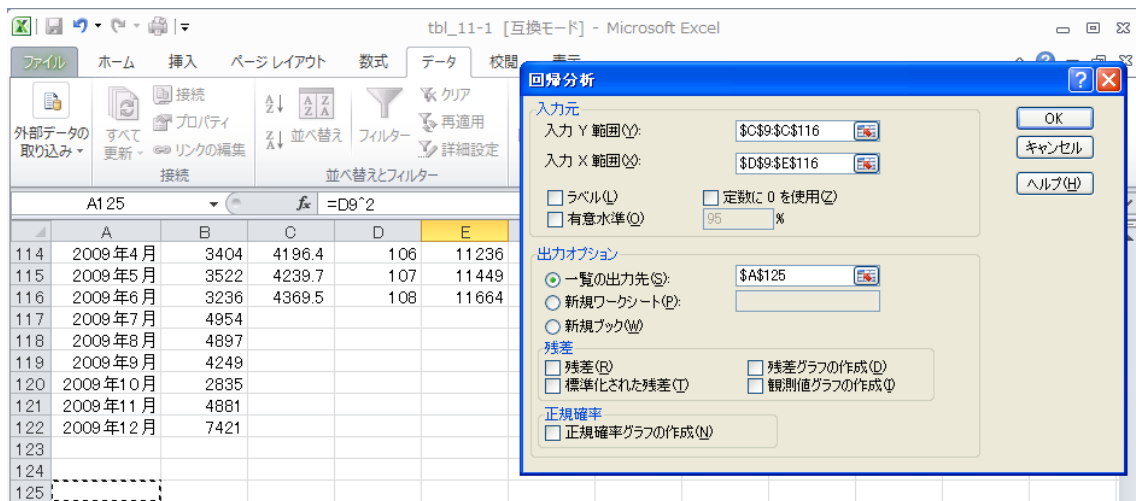 tbl_11-1 [互換モード] - Microsoft Excel
ファイル ホーム 挿入 ページ レイアウト 数式 データ 校閲 表示
外部データの
取り込み
すべて
更新
接続
プロパティ
リンクの編集
接続
並べ替え
フィルター
クリア
再適用
詳細設定
並べ替えとフィルター
A125 fx =D9^2
A B C D E
114 2009年4月 3404 4196.4 106 11236
115 2009年5月 3522 4239.7 107 11449
116 2009年6月 3236 4369.5 108 11664
117 2009年7月 4954
118 2009年8月 4897
119 2009年9月 4249
120 2009年10月 2835
121 2009年11月 4881
122 2009年12月 7421
123
124
125
回帰分析
入力元
入力 Y 範囲(Y): $C$9:$C$116
入力 X 範囲(X): $D$9:$E$116
ラベル(L) 定数に 0 を使用(Z)
有意水準(O) 95 %
OK
キャンセル
ヘルプ(H)
出力オプション
一覧の出力先(S): $A$125
新規ワークシート(P):
新規ブック(W)
残差
残差(R) 残差グラフの作成(D)
標準化された残差(T) 観測値グラフの作成(I)
正規確率
正規確率グラフの作成(N)